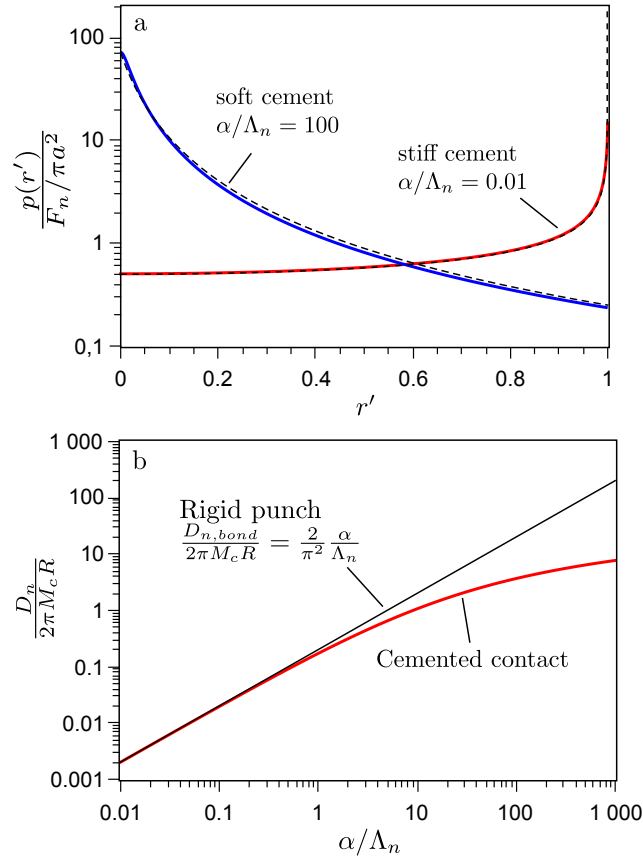 a
100
10
1
0,1
p(r′)
F_n/πa²
soft cement
α/Λ_n = 100
stiff cement
α/Λ_n = 0.01
0
0.2
0.4
0.6
0.8
1
r′
b
1 000
100
10
1
0.1
0.01
0.001
D_n
2πM_cR
Rigid punch
D_{n,bond}/2πM_cR = 2/π² α/Λ_n
Cemented contact
0.01
0.1
1
10
100
1 000
α/Λ_n